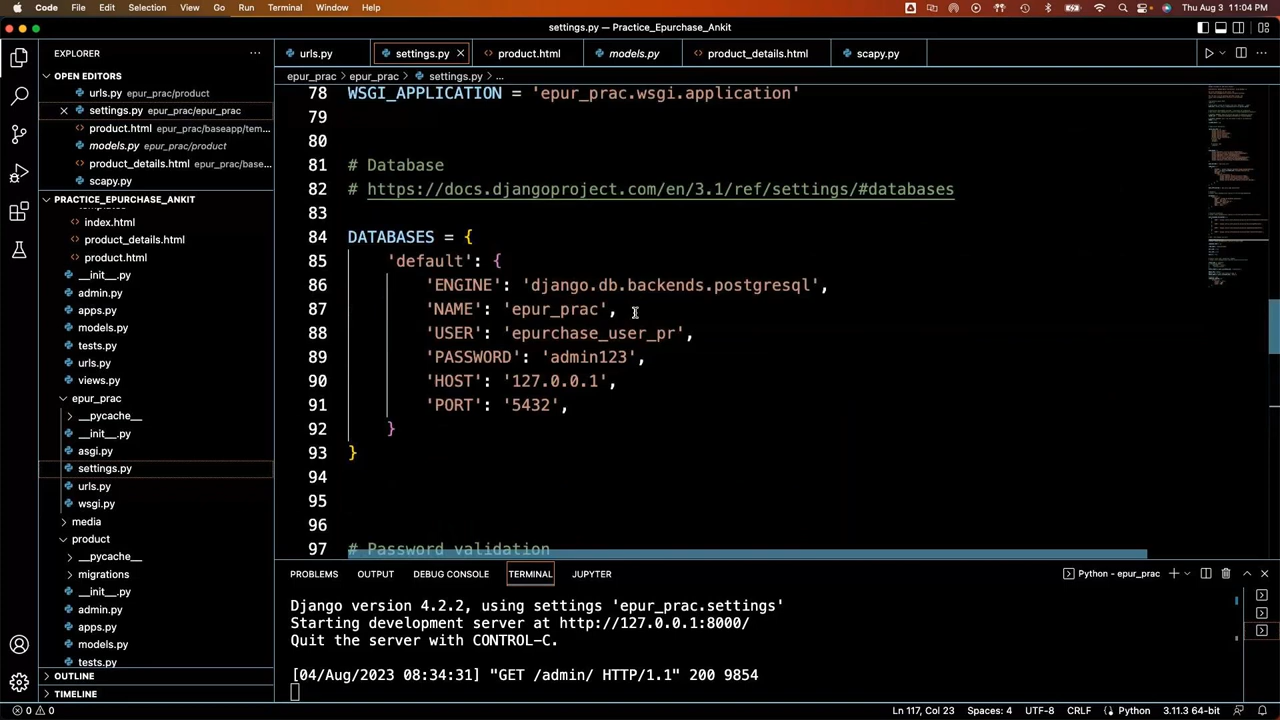 Code File Edit Selection View Go Run Terminal Window Help Thu Aug 3 11:04 PM
settings.py — Practice_Epurchase_Ankit
EXPLORER
OPEN EDITORS
urls.py epur_prac/product
settings.py epur_prac/epur_prac
product.html epur_prac/baseapp/tem...
models.py epur_prac/product
product_details.html epur_prac/base...
scapy.py
PRACTICE_EPURCHASE_ANKIT
index.html
product_details.html
product.html
__init__.py
admin.py
apps.py
models.py
tests.py
urls.py
views.py
epur_prac
__pycache__
__init__.py
asgi.py
settings.py
urls.py
wsgi.py
media
product
__pycache__
migrations
__init__.py
admin.py
apps.py
models.py
tests.py
OUTLINE
TIMELINE
urls.py settings.py product.html models.py product_details.html scapy.py
epur_prac > epur_prac > settings.py > ...
78 WSGI_APPLICATION = 'epur_prac.wsgi.application'
79
80
81 # Database
82 # https://docs.djangoproject.com/en/3.1/ref/settings/#databases
83
84 DATABASES = {
85 'default': {
86 'ENGINE': 'django.db.backends.postgresql',
87 'NAME': 'epur_prac',
88 'USER': 'epurchase_user_pr',
89 'PASSWORD': 'admin123',
90 'HOST': '127.0.0.1',
91 'PORT': '5432',
92 }
93 }
94
95
96
97 # Password validation
PROBLEMS OUTPUT DEBUG CONSOLE TERMINAL JUPYTER Python - epur_prac
Django version 4.2.2, using settings 'epur_prac.settings'
Starting development server at http://127.0.0.1:8000/
Quit the server with CONTROL-C.
[04/Aug/2023 08:34:31] "GET /admin/ HTTP/1.1" 200 9854
0 0 Ln 117, Col 23 Spaces: 4 UTF-8 CRLF Python 3.11.3 64-bit